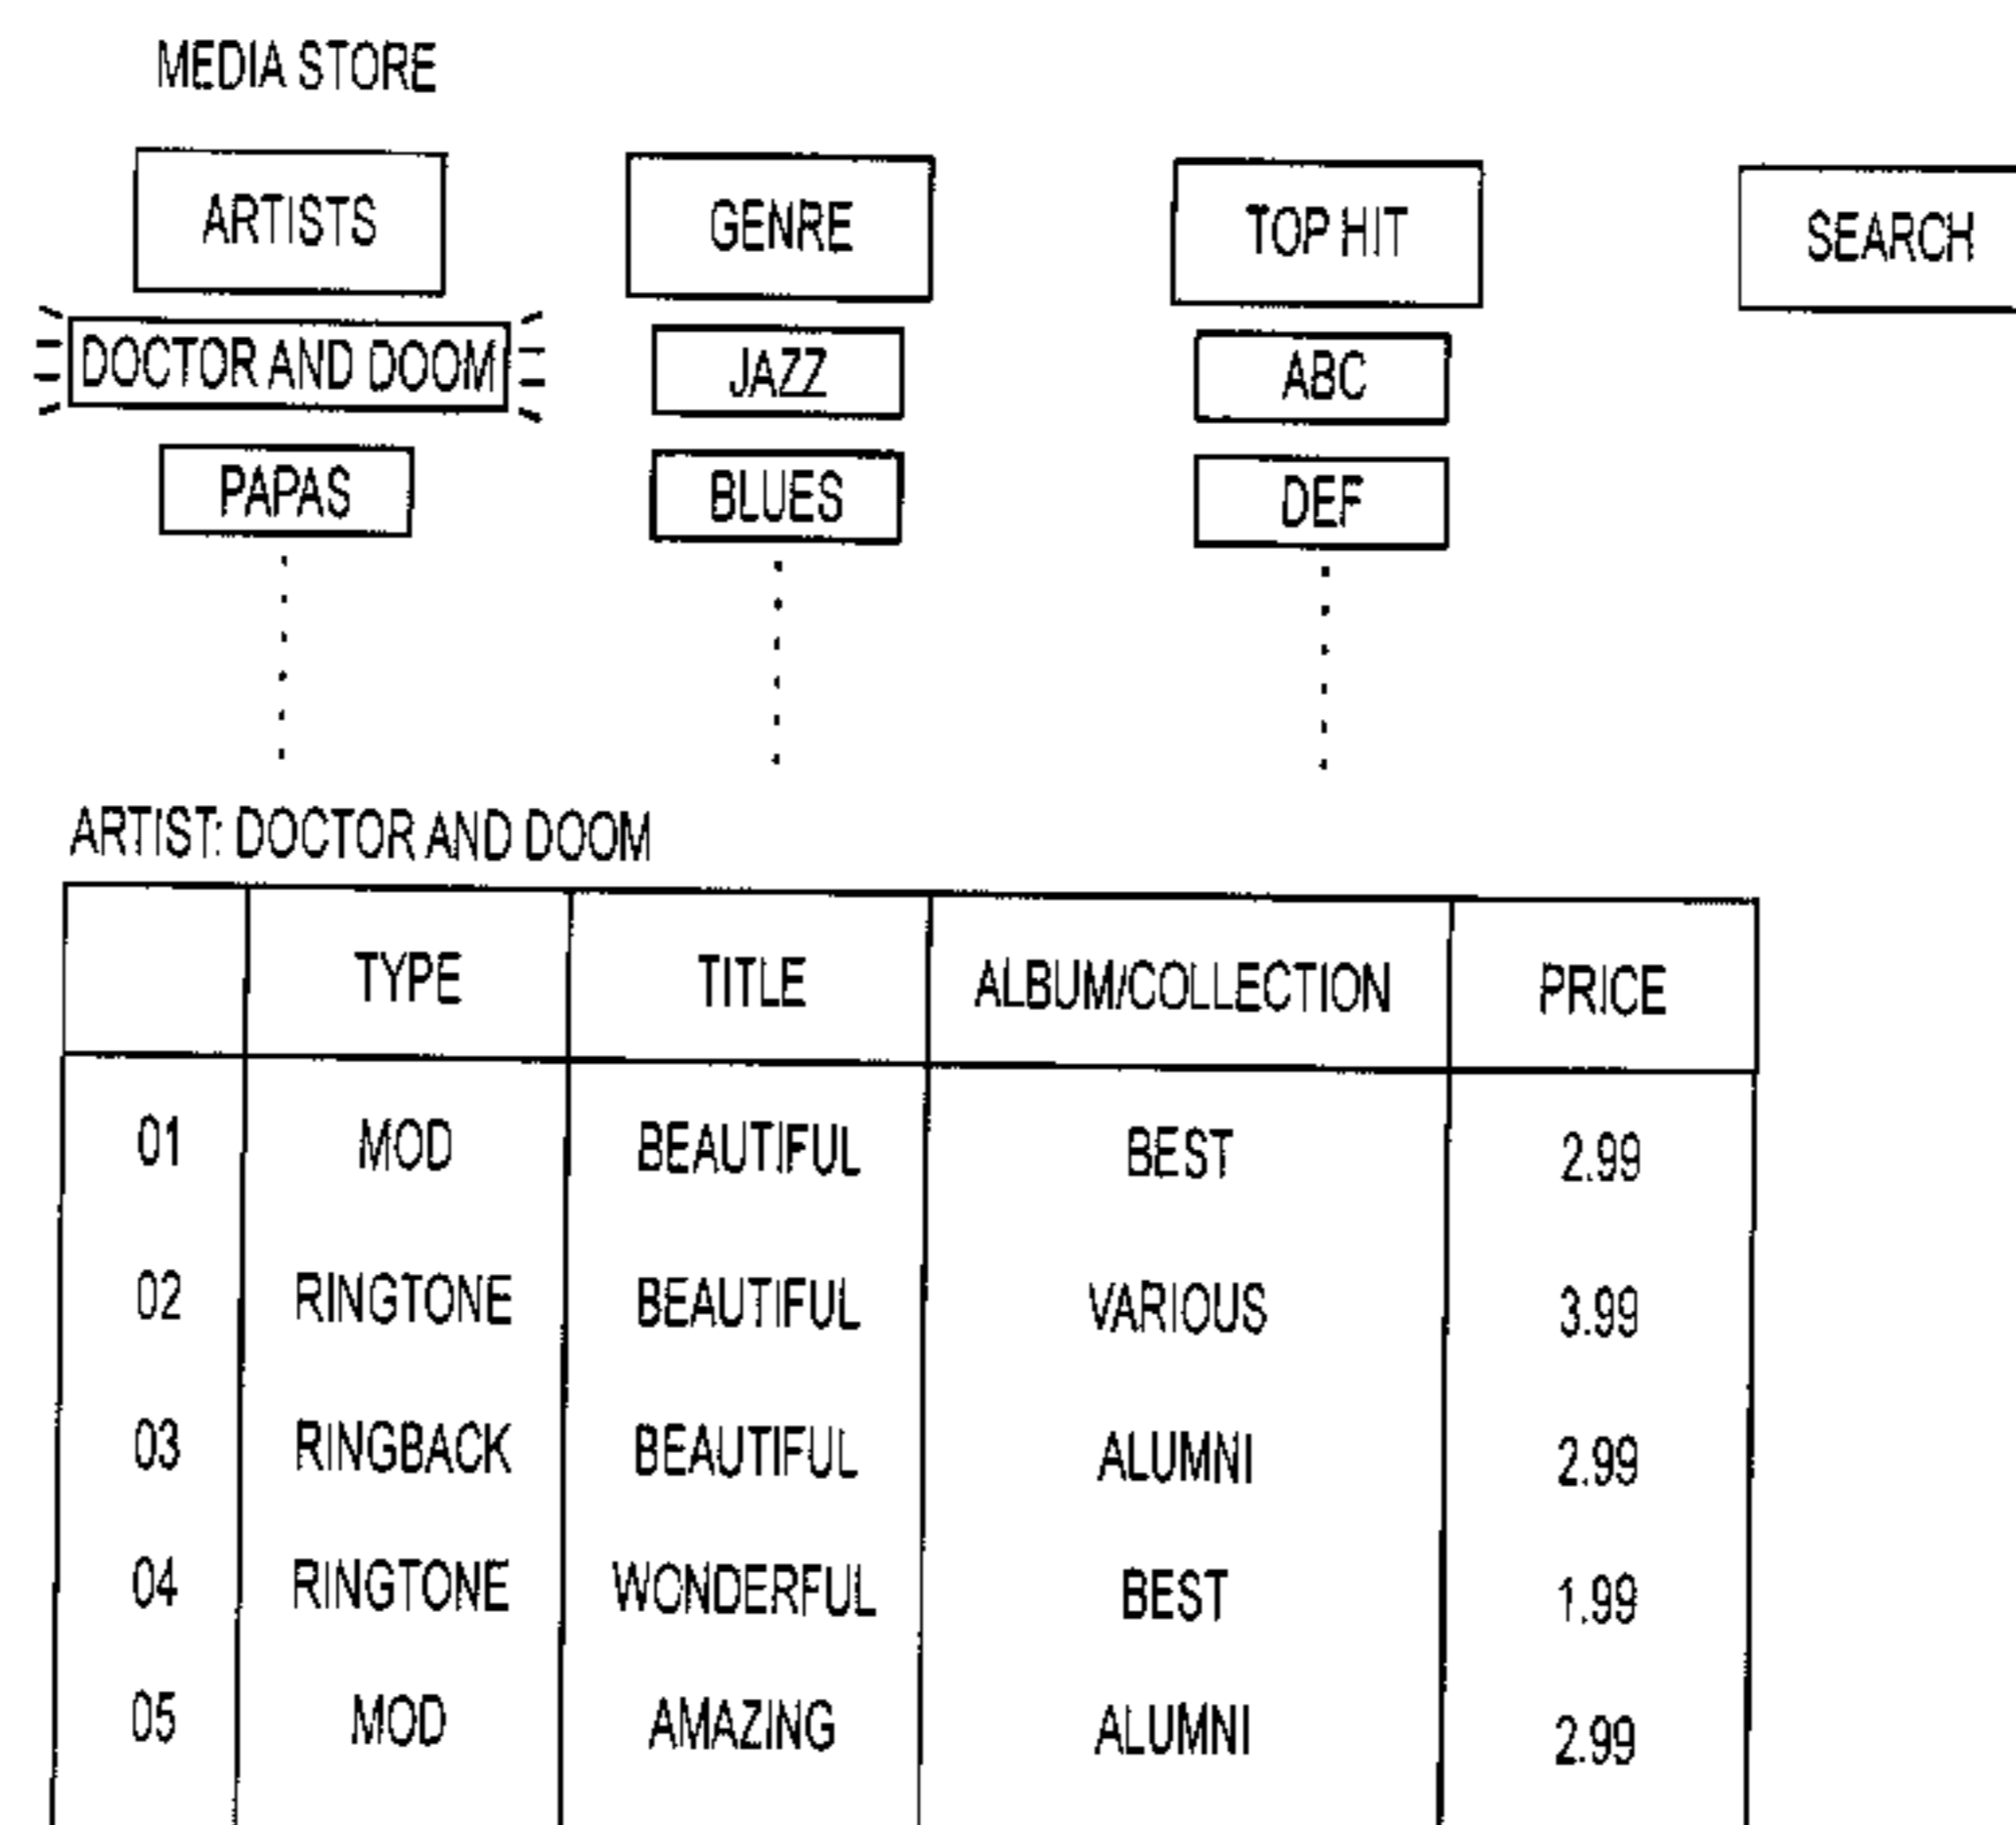 MEDIA STORE
ARTISTS GENRE TOP HIT SEARCH
DOCTOR AND DOOM JAZZ ABC
PAPAS BLUES DEF
ARTIST: DOCTOR AND DOOM
TYPE TITLE ALBUM/COLLECTION PRICE
01 MOD BEAUTIFUL BEST 2.99
02 RINGTONE BEAUTIFUL VARIOUS 3.99
03 RINGBACK BEAUTIFUL ALUMNI 2.99
04 RINGTONE WONDERFUL BEST 1.99
05 MOD AMAZING ALUMNI 2.99